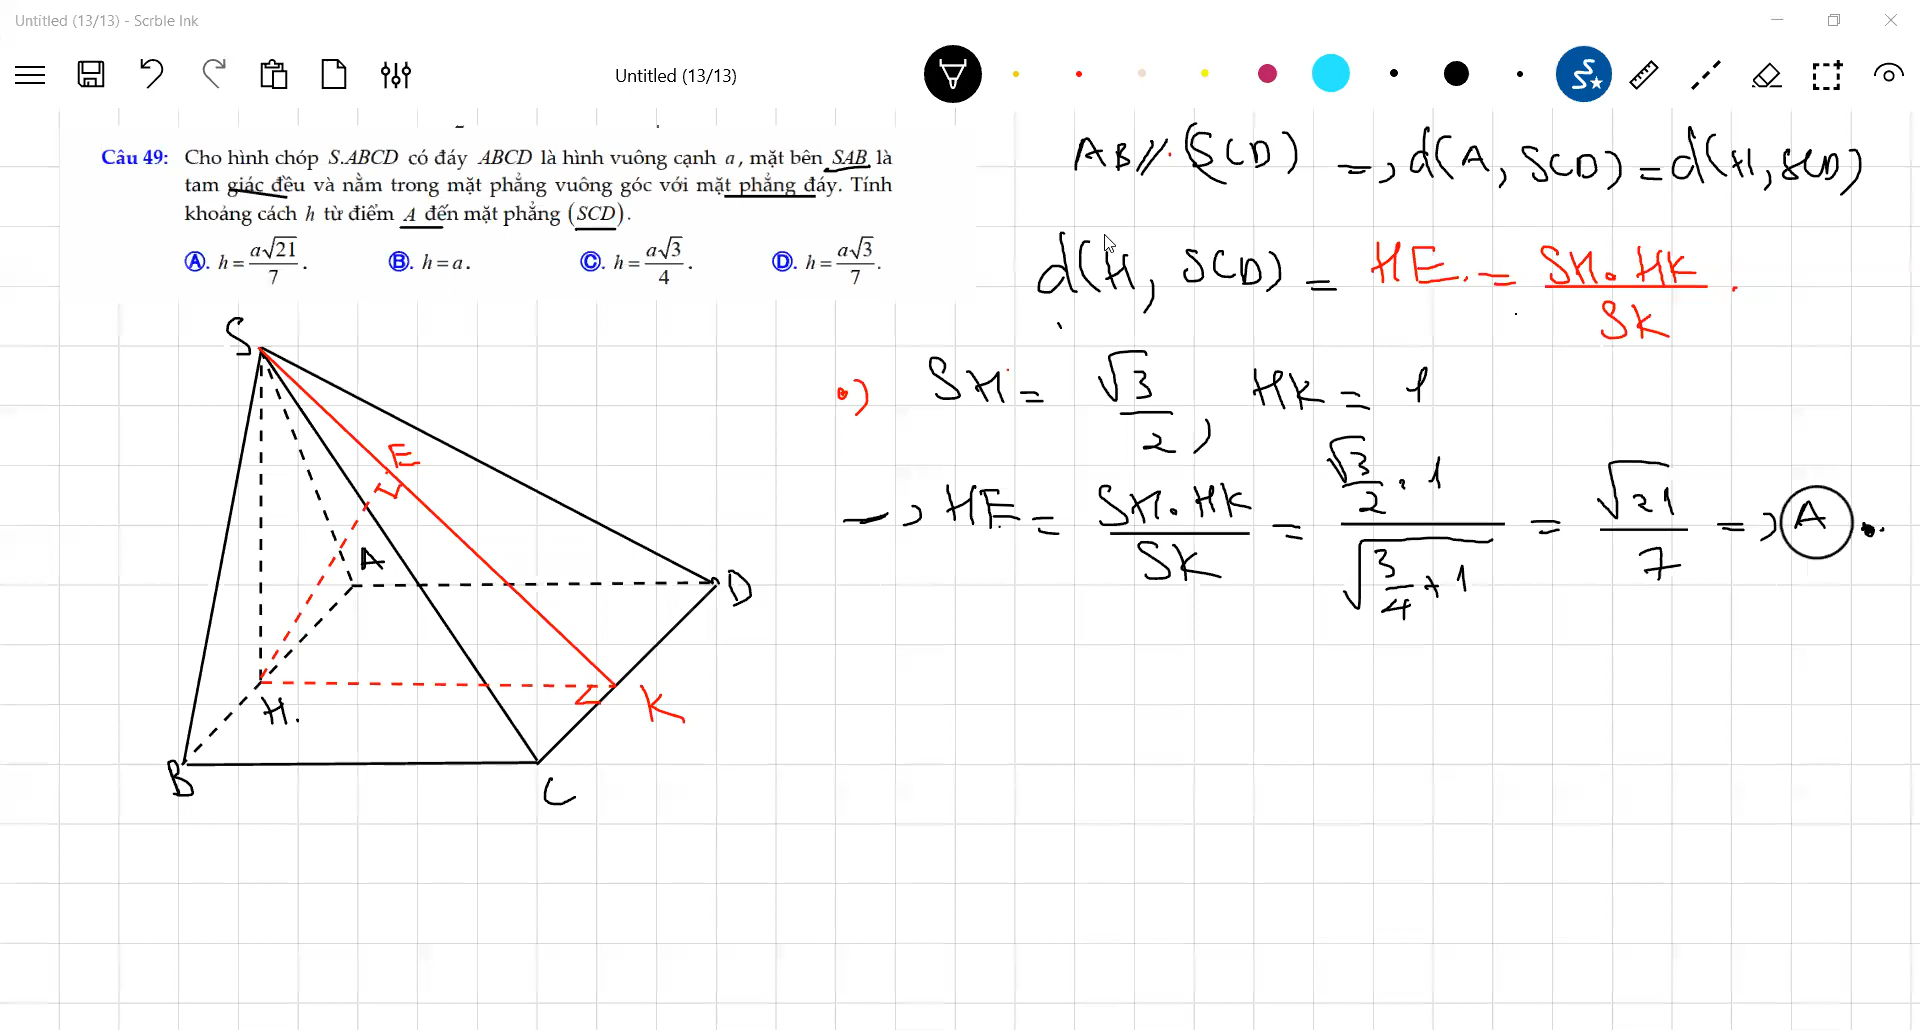 Untitled (13/13) - Scrble Ink
Untitled (13/13)
Câu 49: Cho hình chóp S.ABCD có đáy ABCD là hình vuông cạnh a, mặt bên SAB là
tam giác đều và nằm trong mặt phẳng vuông góc với mặt phẳng đáy. Tính
khoảng cách h từ điểm A đến mặt phẳng (SCD).
A. h = a√21/7. B. h = a. C. h = a√3/4. D. h = a√3/7.
AB // (SCD) => d(A, SCD) = d(H, SCD)
d(H, SCD) = HE = SH.HK/SK.
•) SH = √3/2, HK = 1
-> HE = SH.HK/SK = (√3/2 . 1)/√(3/4 + 1) = √21/7 => A.
S
E
A
D
H.
K
B
C